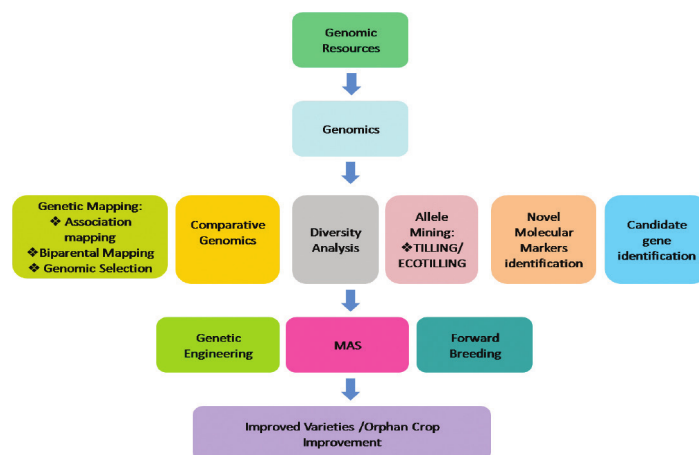 Genomic
Resources
Genomics
Genetic Mapping:
❖ Association
mapping
❖Biparental Mapping
❖ Genomic Selection
Comparative
Genomics
Diversity
Analysis
Allele
Mining:
❖TILLING/
ECOTILLING
Novel
Molecular
Markers
identification
Candidate
gene
identification
Genetic
Engineering
MAS
Forward
Breeding
Improved Varieties /Orphan Crop
Improvement